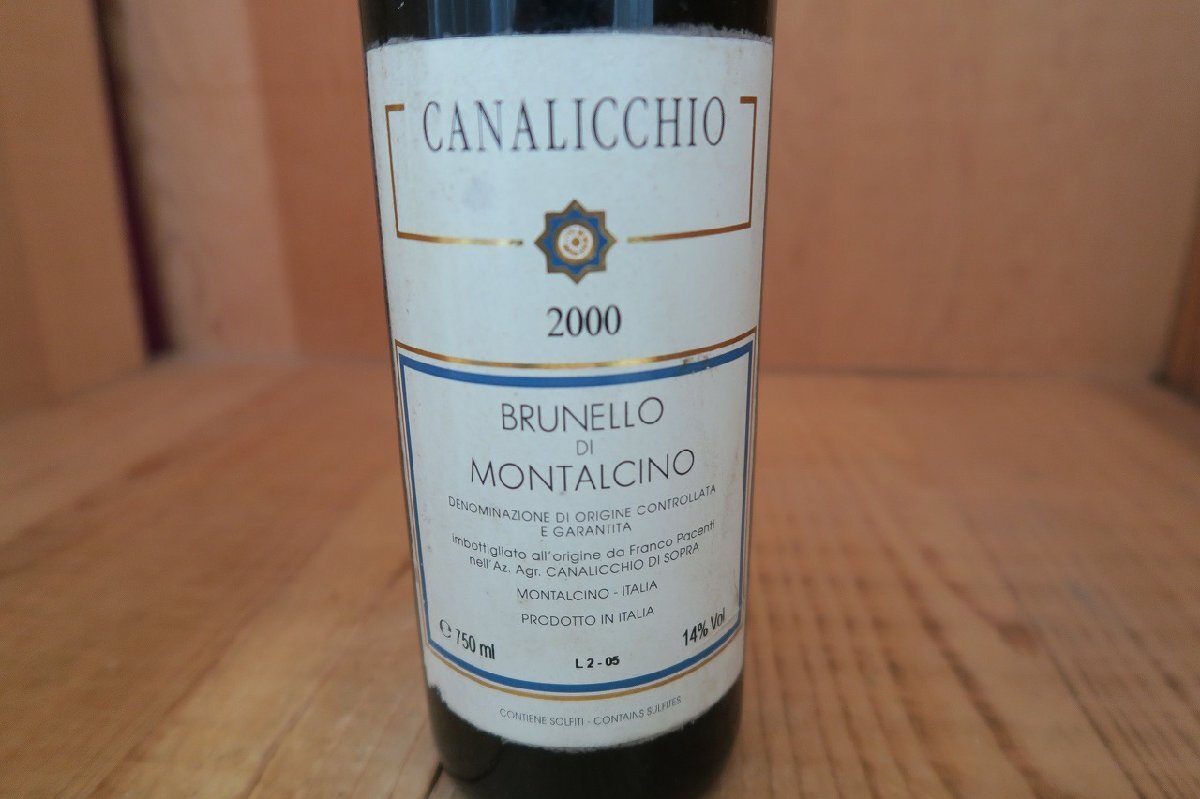 CANALICCHIO
2000
BRUNELLO
DI
MONTALCINO
DENOMINAZIONE DI ORIGINE CONTROLLATA
E GARANTITA
imbottigliato all'origine da Franco Pacenti
nell'Az. Agr. CANALICCHIO DI SOPRA
MONTALCINO - ITALIA
PRODOTTO IN ITALIA
℮ 750 ml
L 2 - 05
14% Vol
CONTIENE SOLFITI - CONTAINS SULFITES